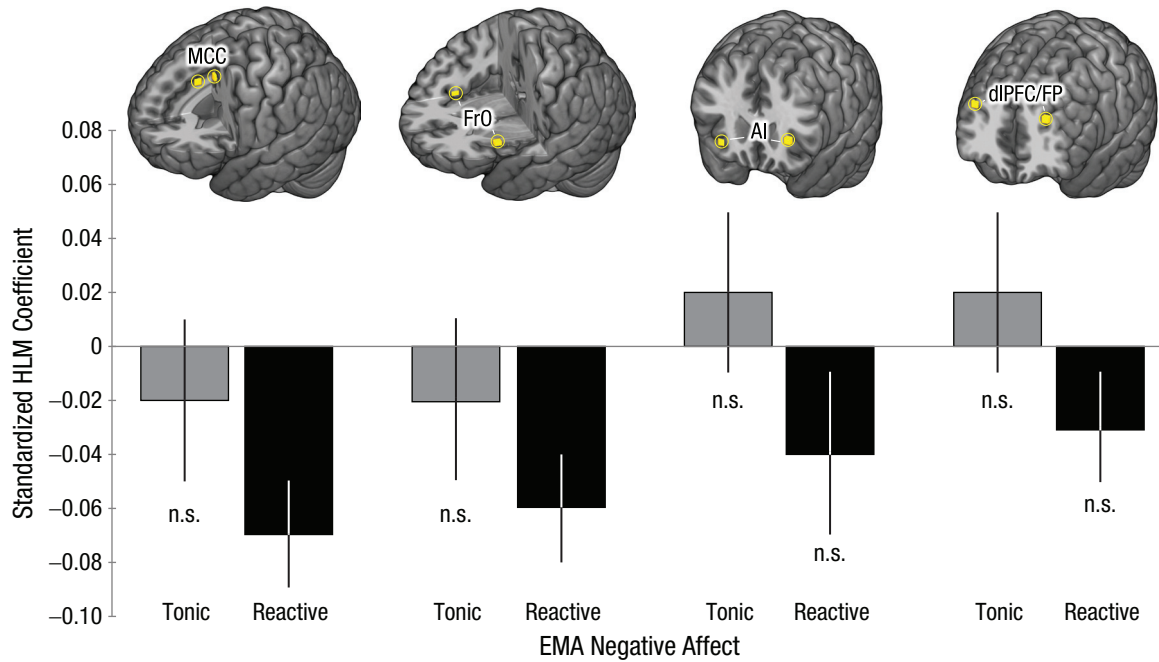 MCC
FrO
AI
dlPFC/FP
Standardized HLM Coefficient
0.08
0.06
0.04
0.02
0
−0.02
−0.04
−0.06
−0.08
−0.10
n.s.
n.s.
n.s.
n.s.
n.s.
n.s.
Tonic Reactive Tonic Reactive Tonic Reactive Tonic Reactive
EMA Negative Affect